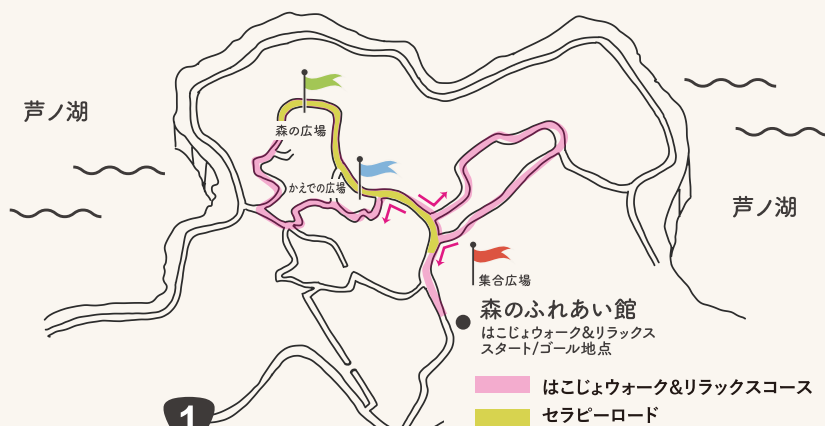 芦ノ湖
森の広場
かえでの広場
芦ノ湖
集合広場
森のふれあい館
はこじょウォーク&リラックス
スタート/ゴール地点
はこじょウォーク&リラックスコース
セラピーロード
1